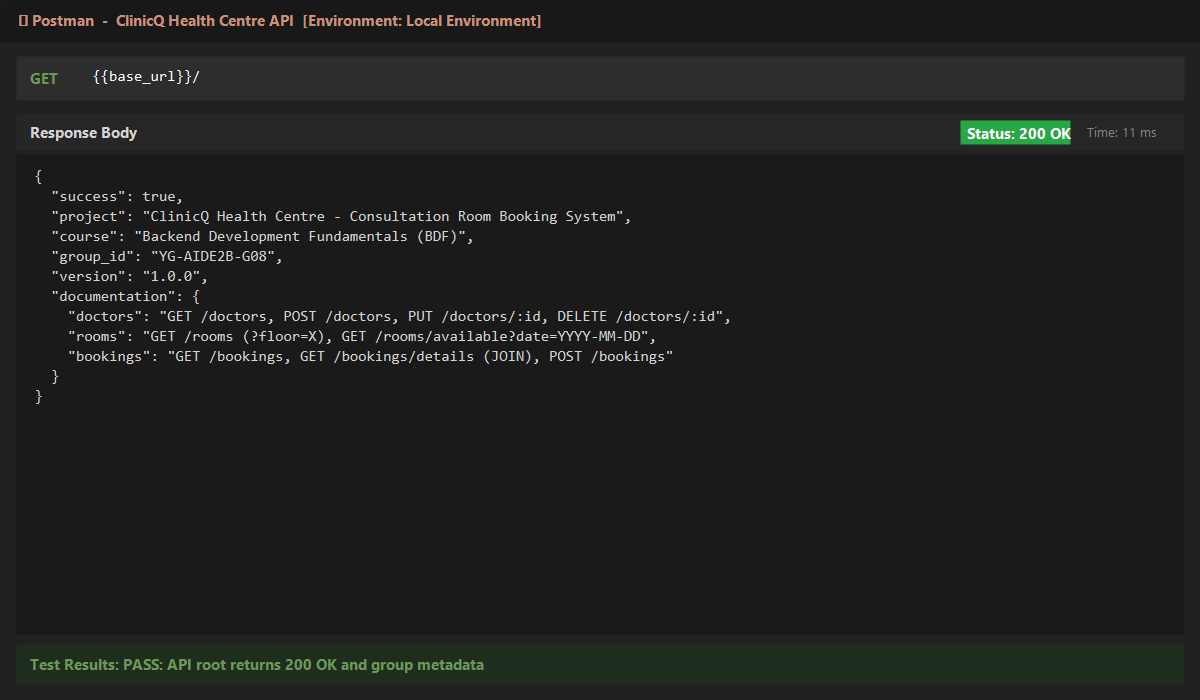 Postman - ClinicQ Health Centre API [Environment: Local Environment]
GET {{base_url}}/
Response Body Status: 200 OK Time: 11 ms
{
  "success": true,
  "project": "ClinicQ Health Centre - Consultation Room Booking System",
  "course": "Backend Development Fundamentals (BDF)",
  "group_id": "YG-AIDE2B-G08",
  "version": "1.0.0",
  "documentation": {
    "doctors": "GET /doctors, POST /doctors, PUT /doctors/:id, DELETE /doctors/:id",
    "rooms": "GET /rooms (?floor=X), GET /rooms/available?date=YYYY-MM-DD",
    "bookings": "GET /bookings, GET /bookings/details (JOIN), POST /bookings"
  }
}
Test Results: PASS: API root returns 200 OK and group metadata